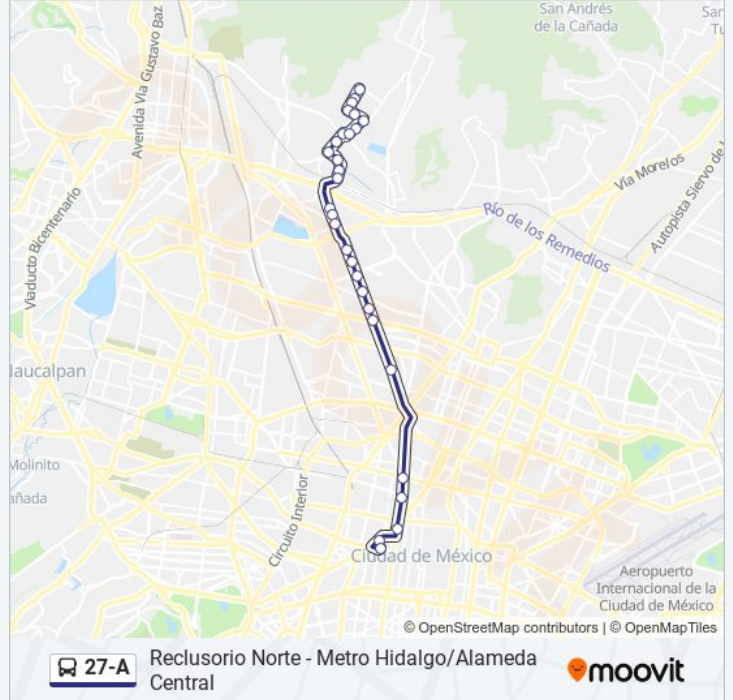 San Andrés
de la Cañada
San
Tu
Avenida Vía Gustavo Baz
Vía Morelos
Autopista Siervo de l
Río de los Remedios
Viaducto Bicentenario
laucalpan
Molinito
añada
Circuito Interior
Ciudad de México
Aeropuerto
Internacional de la
Ciudad de México
© OpenStreetMap contributors | © OpenMapTiles
27-A
Reclusorio Norte - Metro Hidalgo/Alameda
Central
moovit